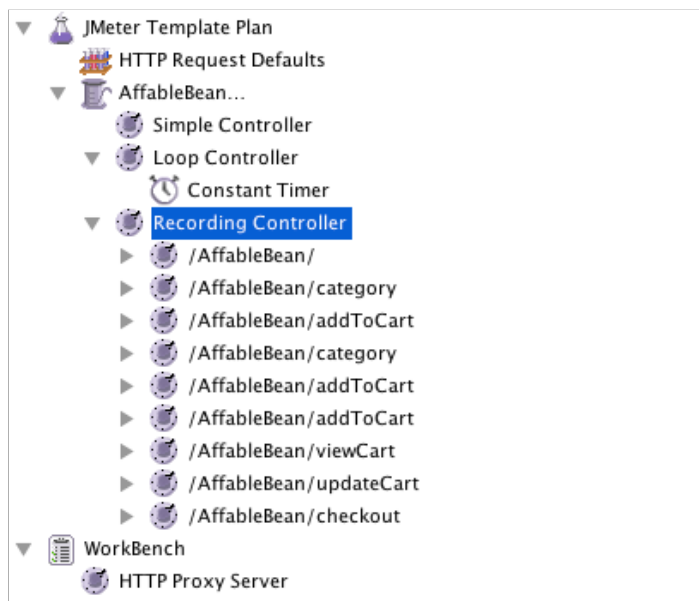 JMeter Template Plan
HTTP Request Defaults
AffableBean...
Simple Controller
Loop Controller
Constant Timer
Recording Controller
/AffableBean/
/AffableBean/category
/AffableBean/addToCart
/AffableBean/category
/AffableBean/addToCart
/AffableBean/addToCart
/AffableBean/viewCart
/AffableBean/updateCart
/AffableBean/checkout
WorkBench
HTTP Proxy Server